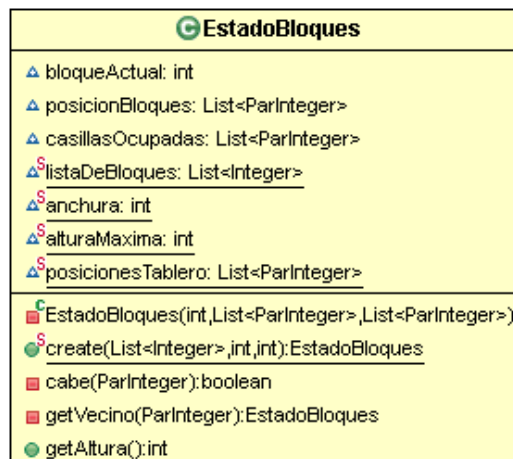 EstadoBloques
bloqueActual: int
posicionBloques: List<ParInteger>
casillasOcupadas: List<ParInteger>
listaDeBloques: List<Integer>
anchura: int
alturaMaxima: int
posicionesTablero: List<ParInteger>
EstadoBloques(int,List<ParInteger>,List<ParInteger>)
create(List<Integer>,int,int):EstadoBloques
cabe(ParInteger):boolean
getVecino(ParInteger):EstadoBloques
getAltura():int